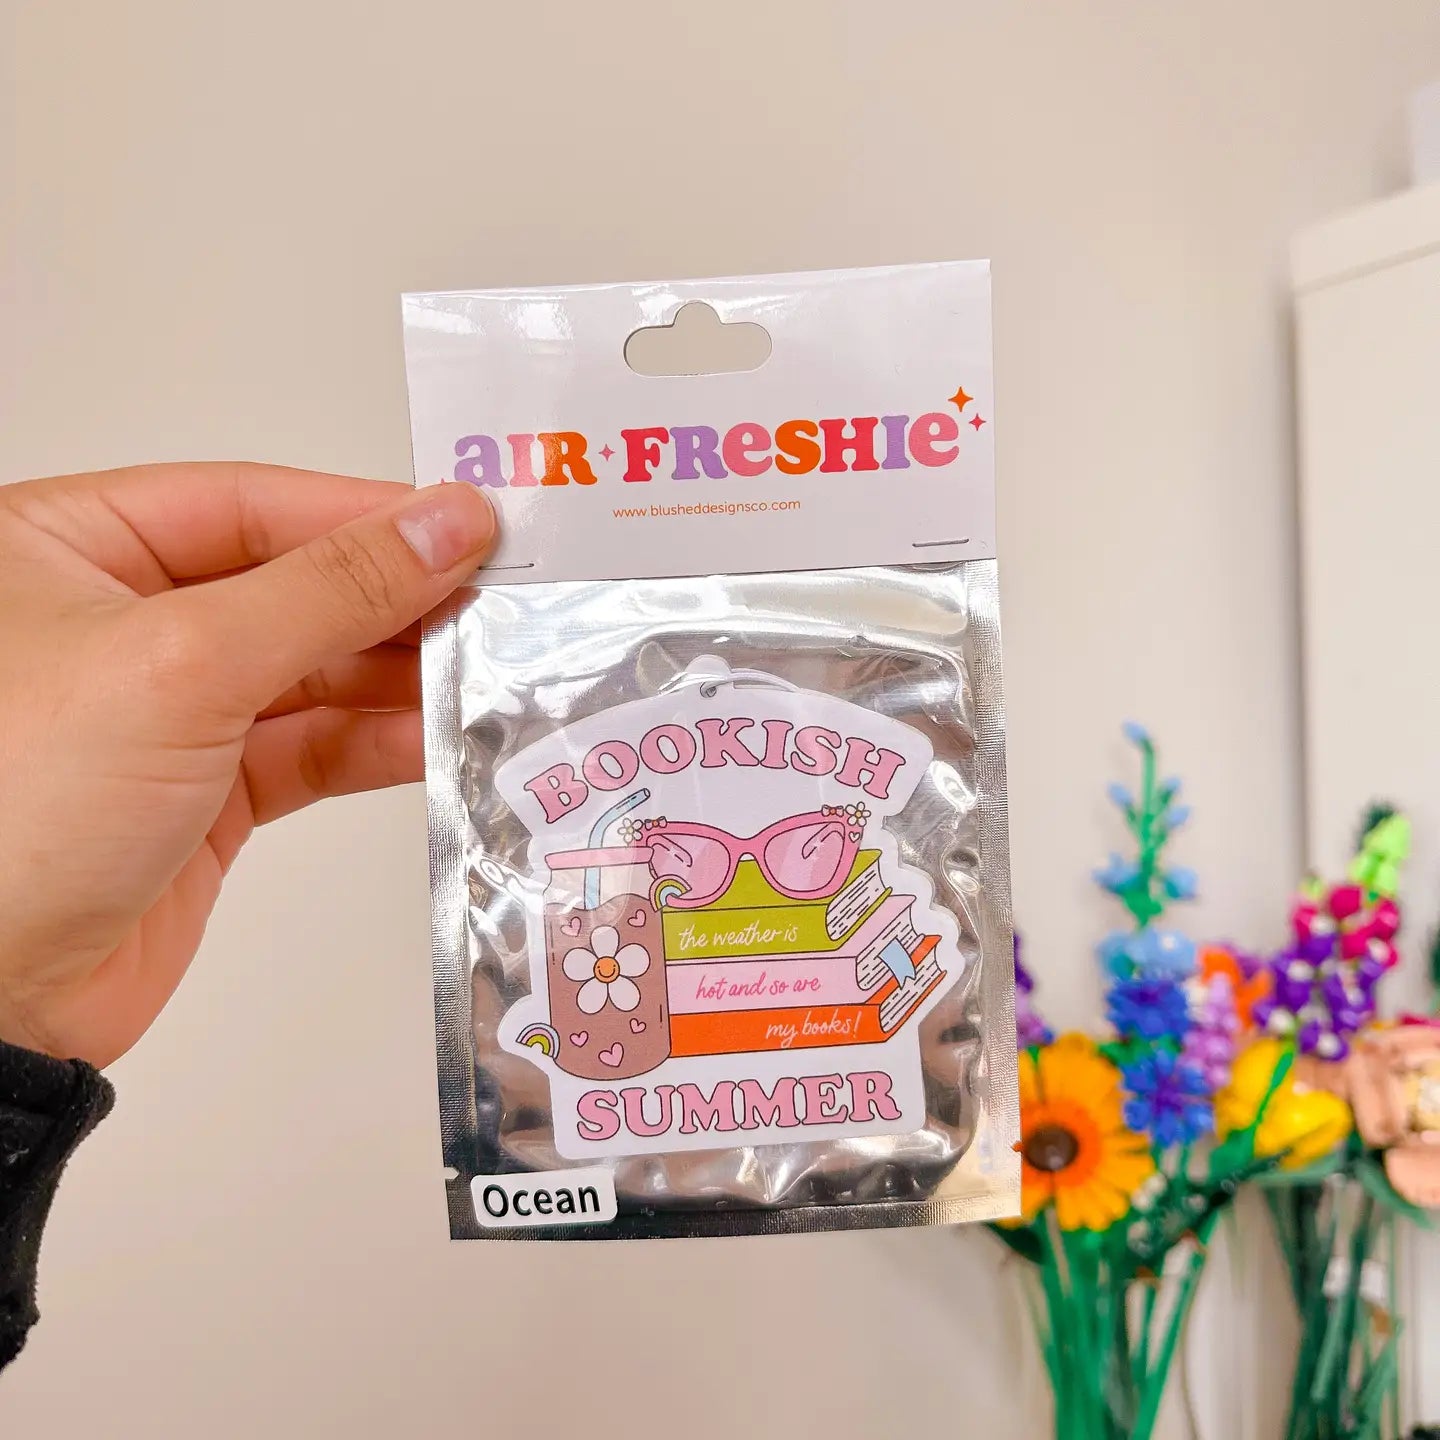 AIR FRESHIE
www.blusheddesignsco.com
BOOKISH
the weather is
hot and so are
my books!
SUMMER
Ocean